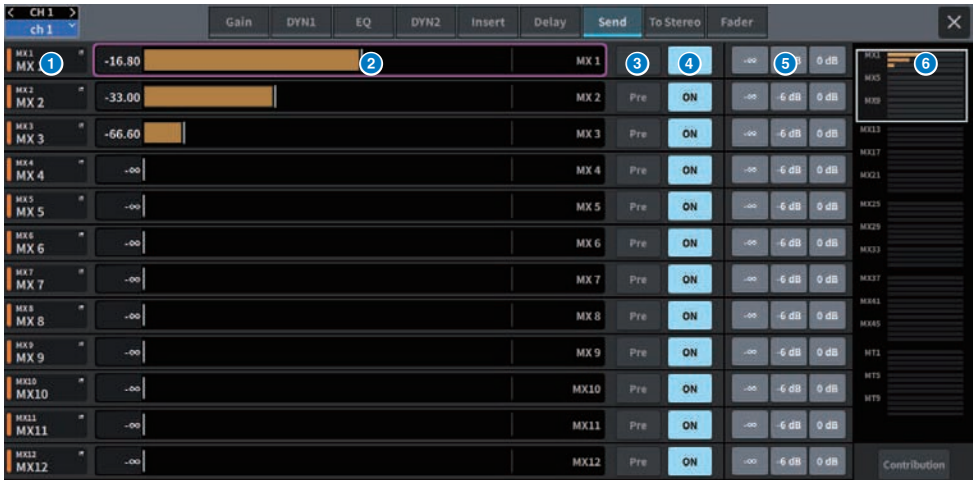 < CH 1 >
ch 1
Gain DYN1 EQ DYN2 Insert Delay Send To Stereo Fader
MX1
MX 1 -16.80 2 MX 1 3 4 -∞ 5 0 dB
MX2
MX 2 -33.00 MX 2 Pre ON -∞ -6 dB 0 dB
MX3
MX 3 -66.60 MX 3 Pre ON -∞ -6 dB 0 dB
MX4
MX 4 -∞ MX 4 Pre ON -∞ -6 dB 0 dB
MX5
MX 5 -∞ MX 5 Pre ON -∞ -6 dB 0 dB
MX6
MX 6 -∞ MX 6 Pre ON -∞ -6 dB 0 dB
MX7
MX 7 -∞ MX 7 Pre ON -∞ -6 dB 0 dB
MX8
MX 8 -∞ MX 8 Pre ON -∞ -6 dB 0 dB
MX9
MX 9 -∞ MX 9 Pre ON -∞ -6 dB 0 dB
MX10
MX10 -∞ MX10 Pre ON -∞ -6 dB 0 dB
MX11
MX11 -∞ MX11 Pre ON -∞ -6 dB 0 dB
MX12
MX12 -∞ MX12 Pre ON -∞ -6 dB 0 dB
MX1 6
MX5
MX9
MX13
MX17
MX21
MX25
MX29
MX33
MX37
MX41
MX45
MT1
MT5
MT9
Contribution